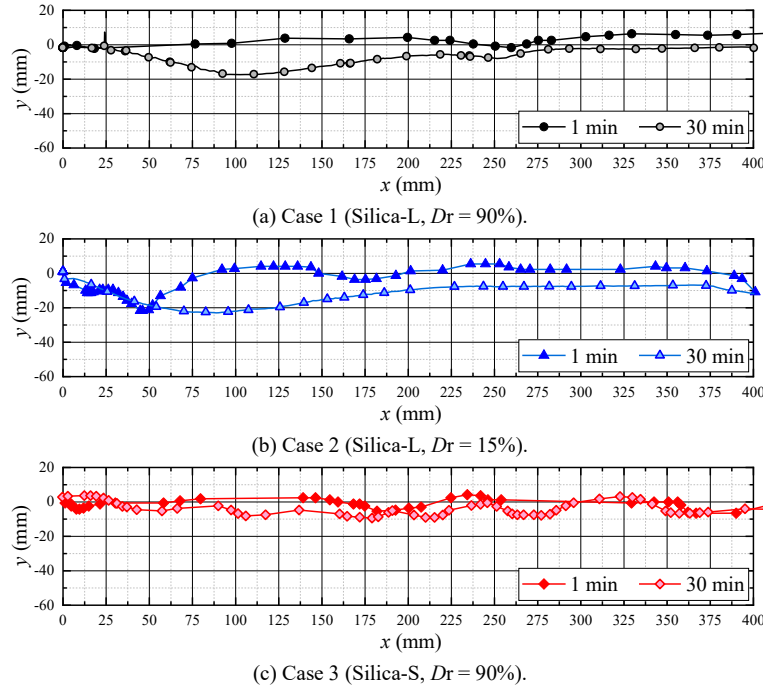 20
0
-20
-40
-60
y (mm)
1 min 30 min
0 25 50 75 100 125 150 175 200 225 250 275 300 325 350 375 400
x (mm)
(a) Case 1 (Silica-L, Dr = 90%).
20
0
-20
-40
-60
y (mm)
1 min 30 min
0 25 50 75 100 125 150 175 200 225 250 275 300 325 350 375 400
x (mm)
(b) Case 2 (Silica-L, Dr = 15%).
20
0
-20
-40
-60
y (mm)
1 min 30 min
0 25 50 75 100 125 150 175 200 225 250 275 300 325 350 375 400
x (mm)
(c) Case 3 (Silica-S, Dr = 90%).